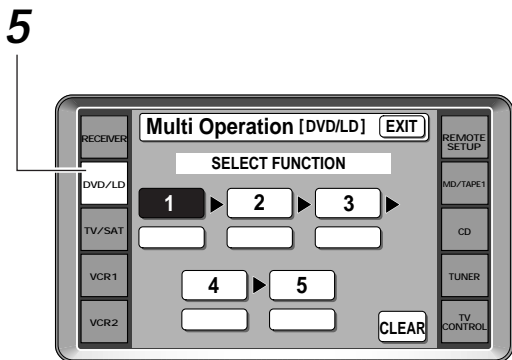 5
Multi Operation [DVD/LD] EXIT
SELECT FUNCTION
RECEIVER
DVD/LD
TV/SAT
VCR1
VCR2
1 2 3
4 5
CLEAR
REMOTE
SETUP
MD/TAPE1
CD
TUNER
TV
CONTROL